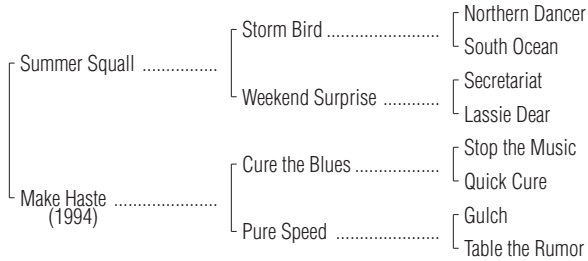 Northern Dancer
Storm Bird ......................
South Ocean
Summer Squall ...............
Secretariat
Weekend Surprise ...........
Lassie Dear
Stop the Music
Cure the Blues .................
Quick Cure
Make Haste ....................
(1994)
Gulch
Pure Speed ....................
Table the Rumor